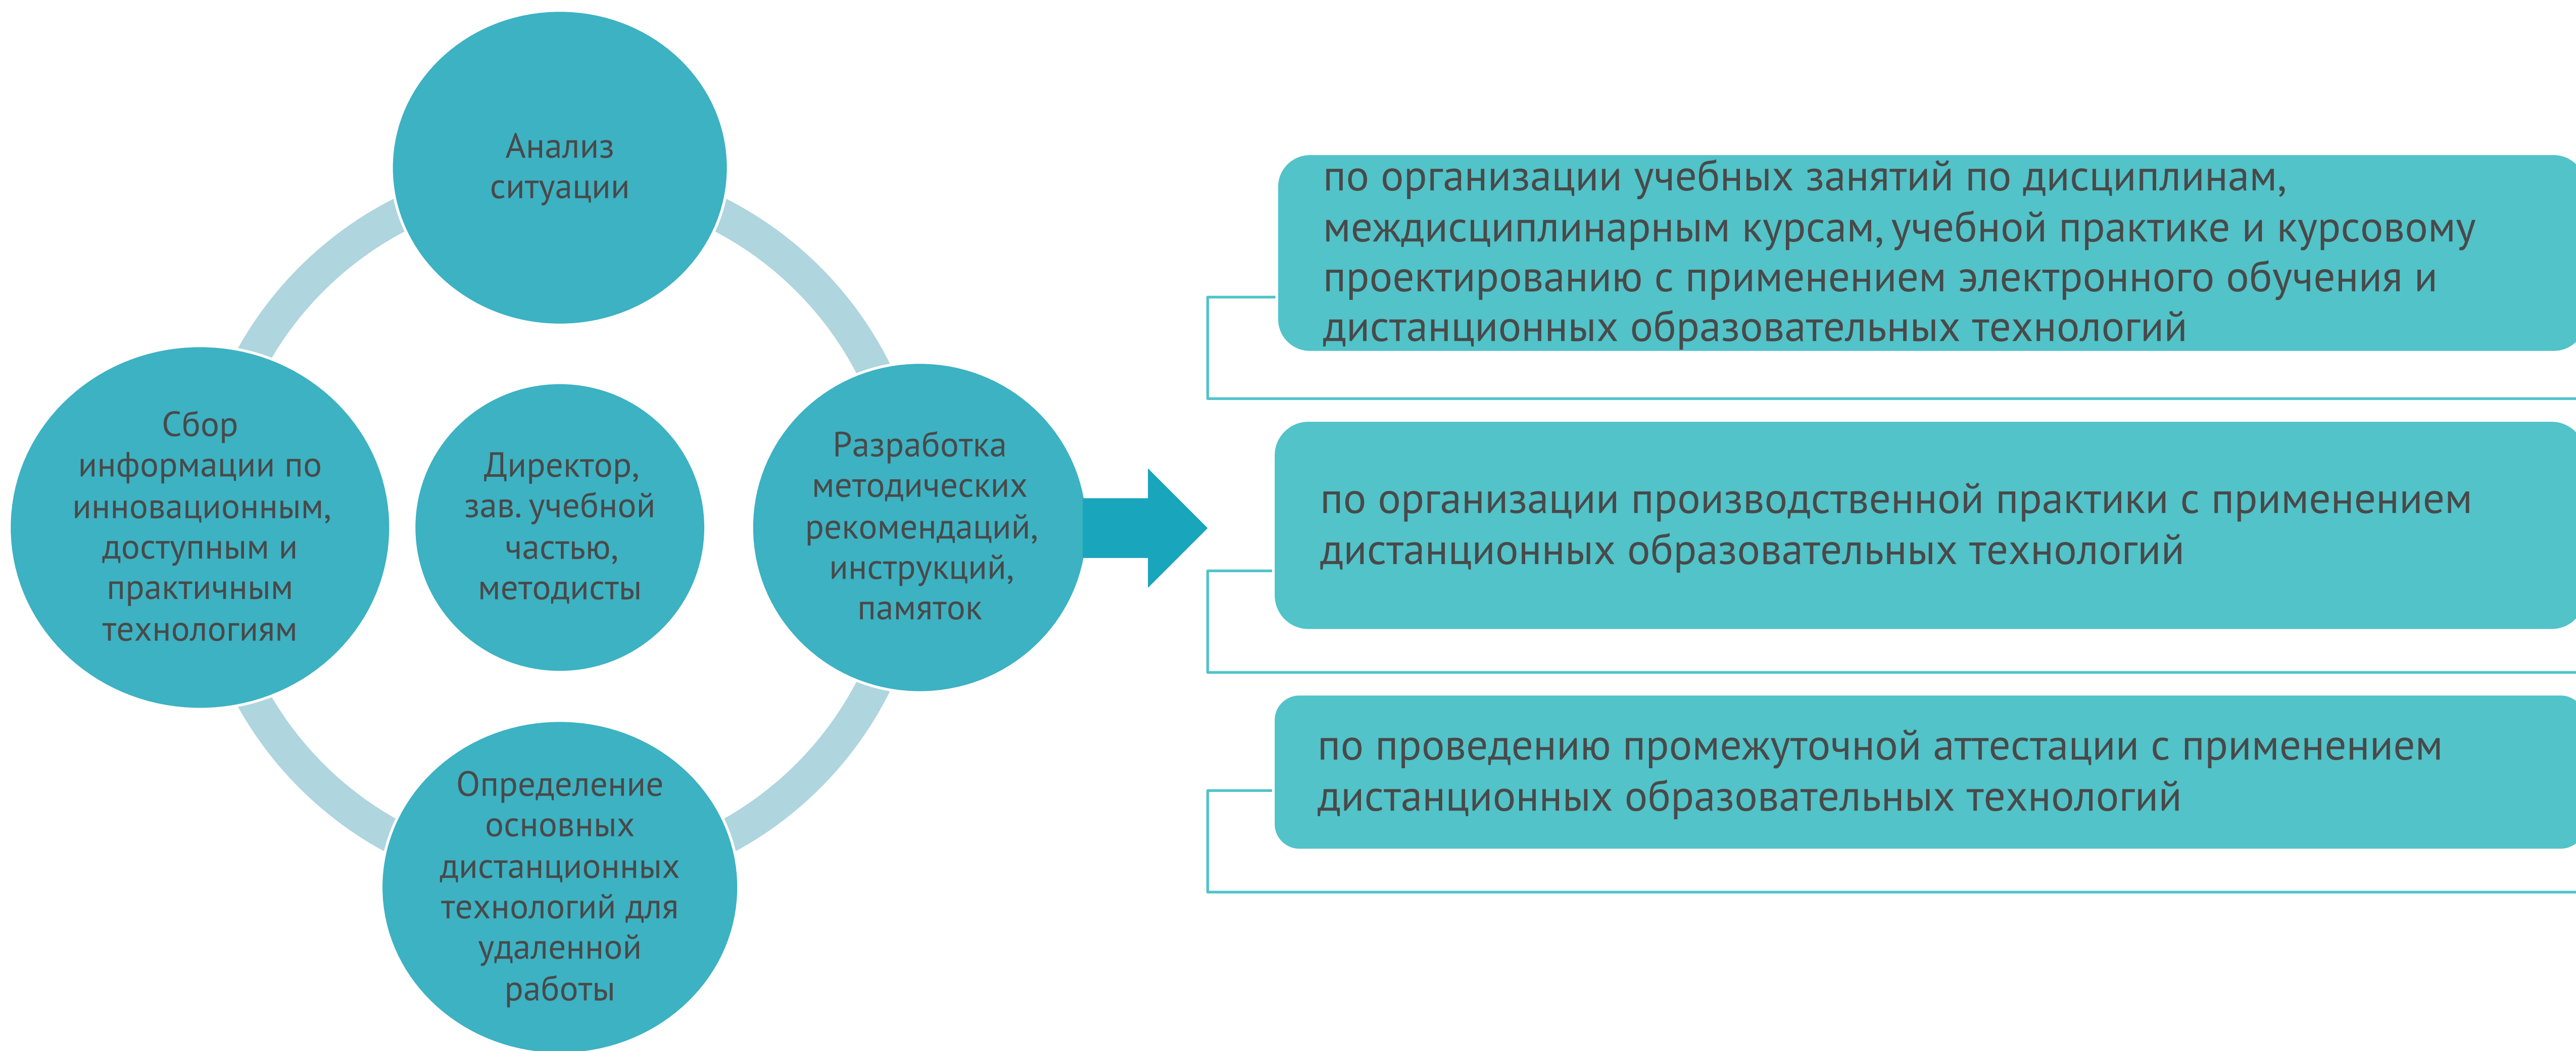 Анализ
ситуации
Сбор
информации по
инновационным,
доступным и
практичным
технологиям
Директор,
зав. учебной
частью,
методисты
Разработка
методических
рекомендаций,
инструкций,
памяток
Определение
основных
дистанционных
технологий для
удаленной
работы
по организации учебных занятий по дисциплинам,
междисциплинарным курсам, учебной практике и курсовому
проектированию с применением электронного обучения и
дистанционных образовательных технологий
по организации производственной практики с применением
дистанционных образовательных технологий
по проведению промежуточной аттестации с применением
дистанционных образовательных технологий